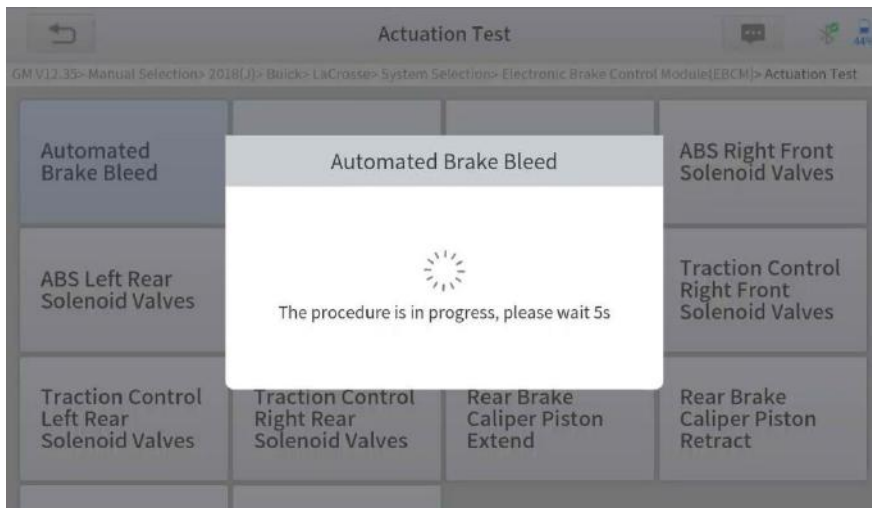 Actuation Test
44%
GM V12.35> Manual Selection> 2018(J)> Buick> LaCrosse> System Selection> Electronic Brake Control Module(EBCM)> Actuation Test
Automated
Brake Bleed
Automated Brake Bleed
The procedure is in progress, please wait 5s
ABS Right Front
Solenoid Valves
ABS Left Rear
Solenoid Valves
Traction Control
Right Front
Solenoid Valves
Traction Control
Left Rear
Solenoid Valves
Traction Control
Right Rear
Solenoid Valves
Rear Brake
Caliper Piston
Extend
Rear Brake
Caliper Piston
Retract